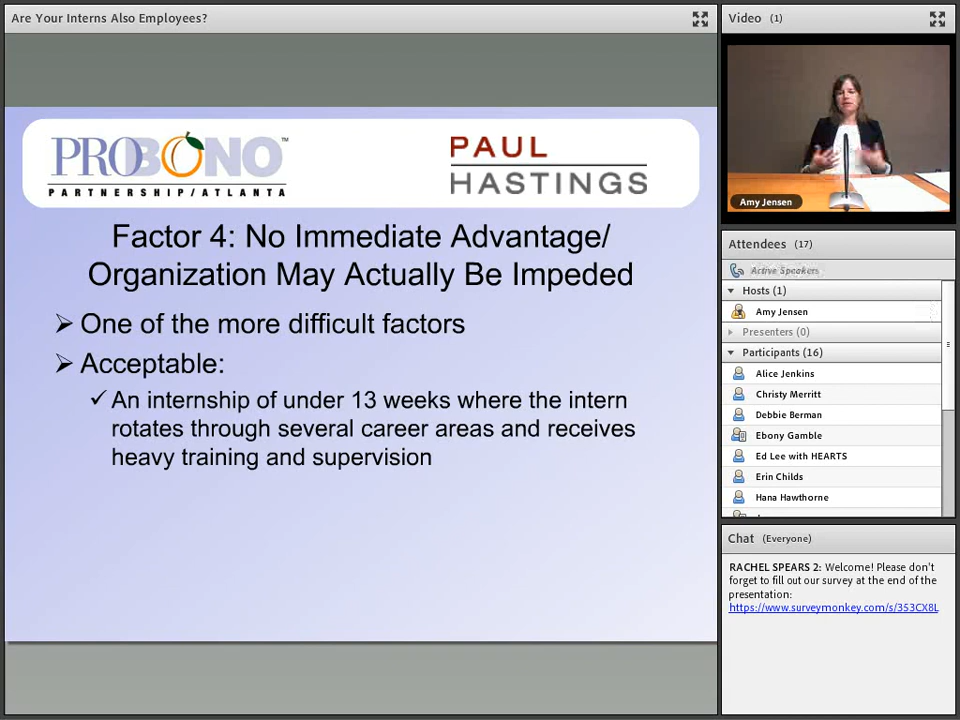 Are Your Interns Also Employees?
PROBONO™
PARTNERSHIP/ATLANTA
PAUL
HASTINGS
Factor 4: No Immediate Advantage/
Organization May Actually Be Impeded
One of the more difficult factors
Acceptable:
An internship of under 13 weeks where the intern
rotates through several career areas and receives
heavy training and supervision
Video (1)
Amy Jensen
Attendees (17)
Active Speakers
Hosts (1)
Amy Jensen
Presenters (0)
Participants (16)
Alice Jenkins
Christy Merritt
Debbie Berman
Ebony Gamble
Ed Lee with HEARTS
Erin Childs
Hana Hawthorne
Chat (Everyone)
RACHEL SPEARS 2: Welcome! Please don't
forget to fill out our survey at the end of the
presentation:
https://www.surveymonkey.com/s/353CX8L